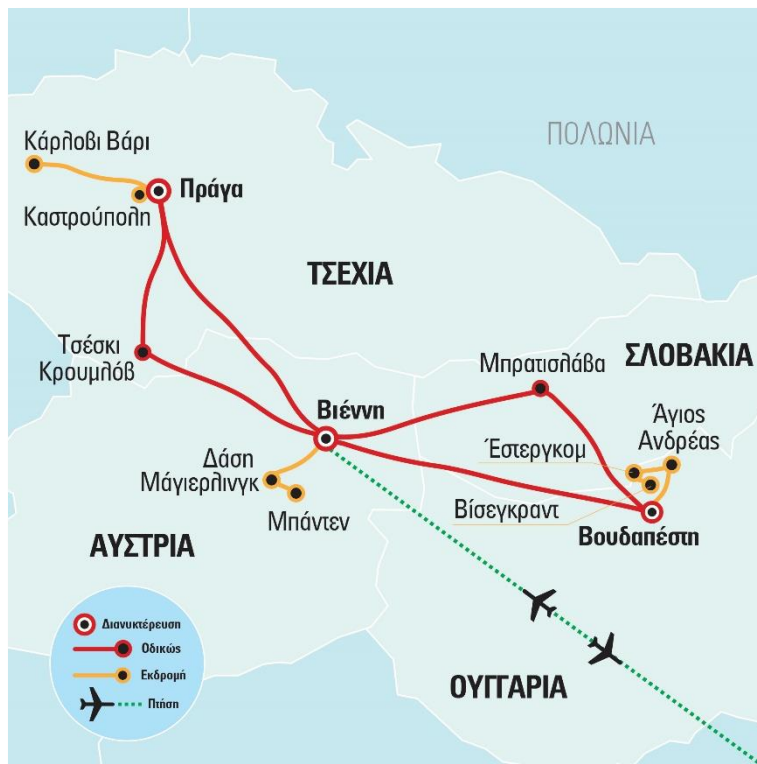 ΠΟΛΩΝΙΑ
Κάρλοβι Βάρι
Πράγα
Καστρούπολη
ΤΣΕΧΙΑ
Τσέσκι
Κρουμλόβ
Μπρατισλάβα
ΣΛΟΒΑΚΙΑ
Βιέννη
Άγιος
Ανδρέας
Έστεργκομ
Δάση
Μάγιερλινγκ
Μπάντεν
Βίσεγκραντ
Βουδαπέστη
ΑΥΣΤΡΙΑ
ΟΥΓΓΑΡΙΑ
Διανυκτέρευση
Οδικώς
Εκδρομή
Πτήση